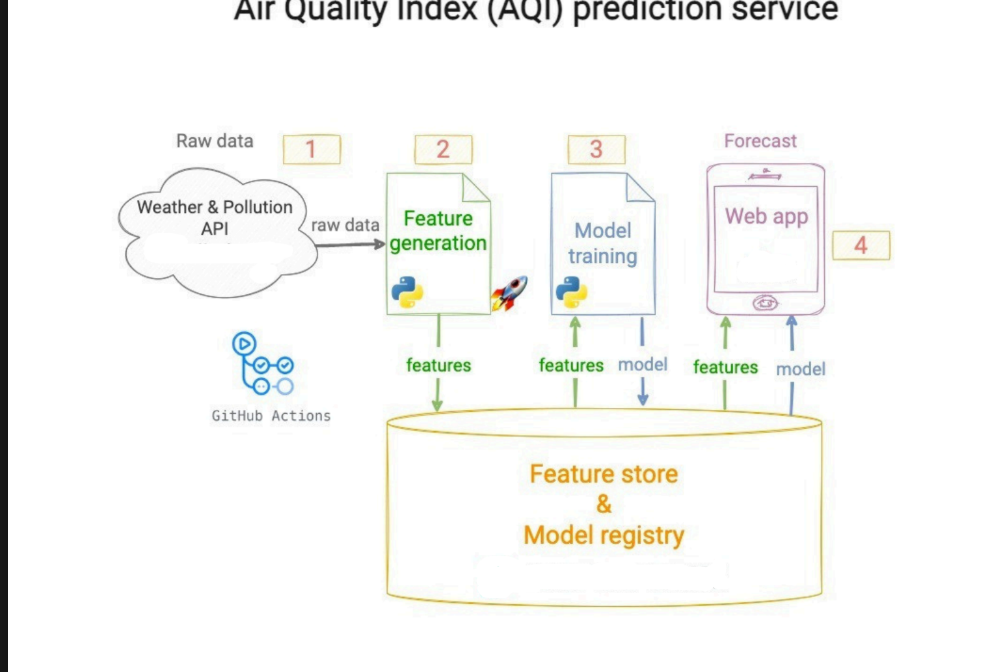 Air Quality Index (AQI) prediction service
Raw data
1
2
3
Forecast
Weather & Pollution
API
raw data
Feature
generation
Model
training
Web app
4
features
features
model
features
model
GitHub Actions
Feature store
&
Model registry